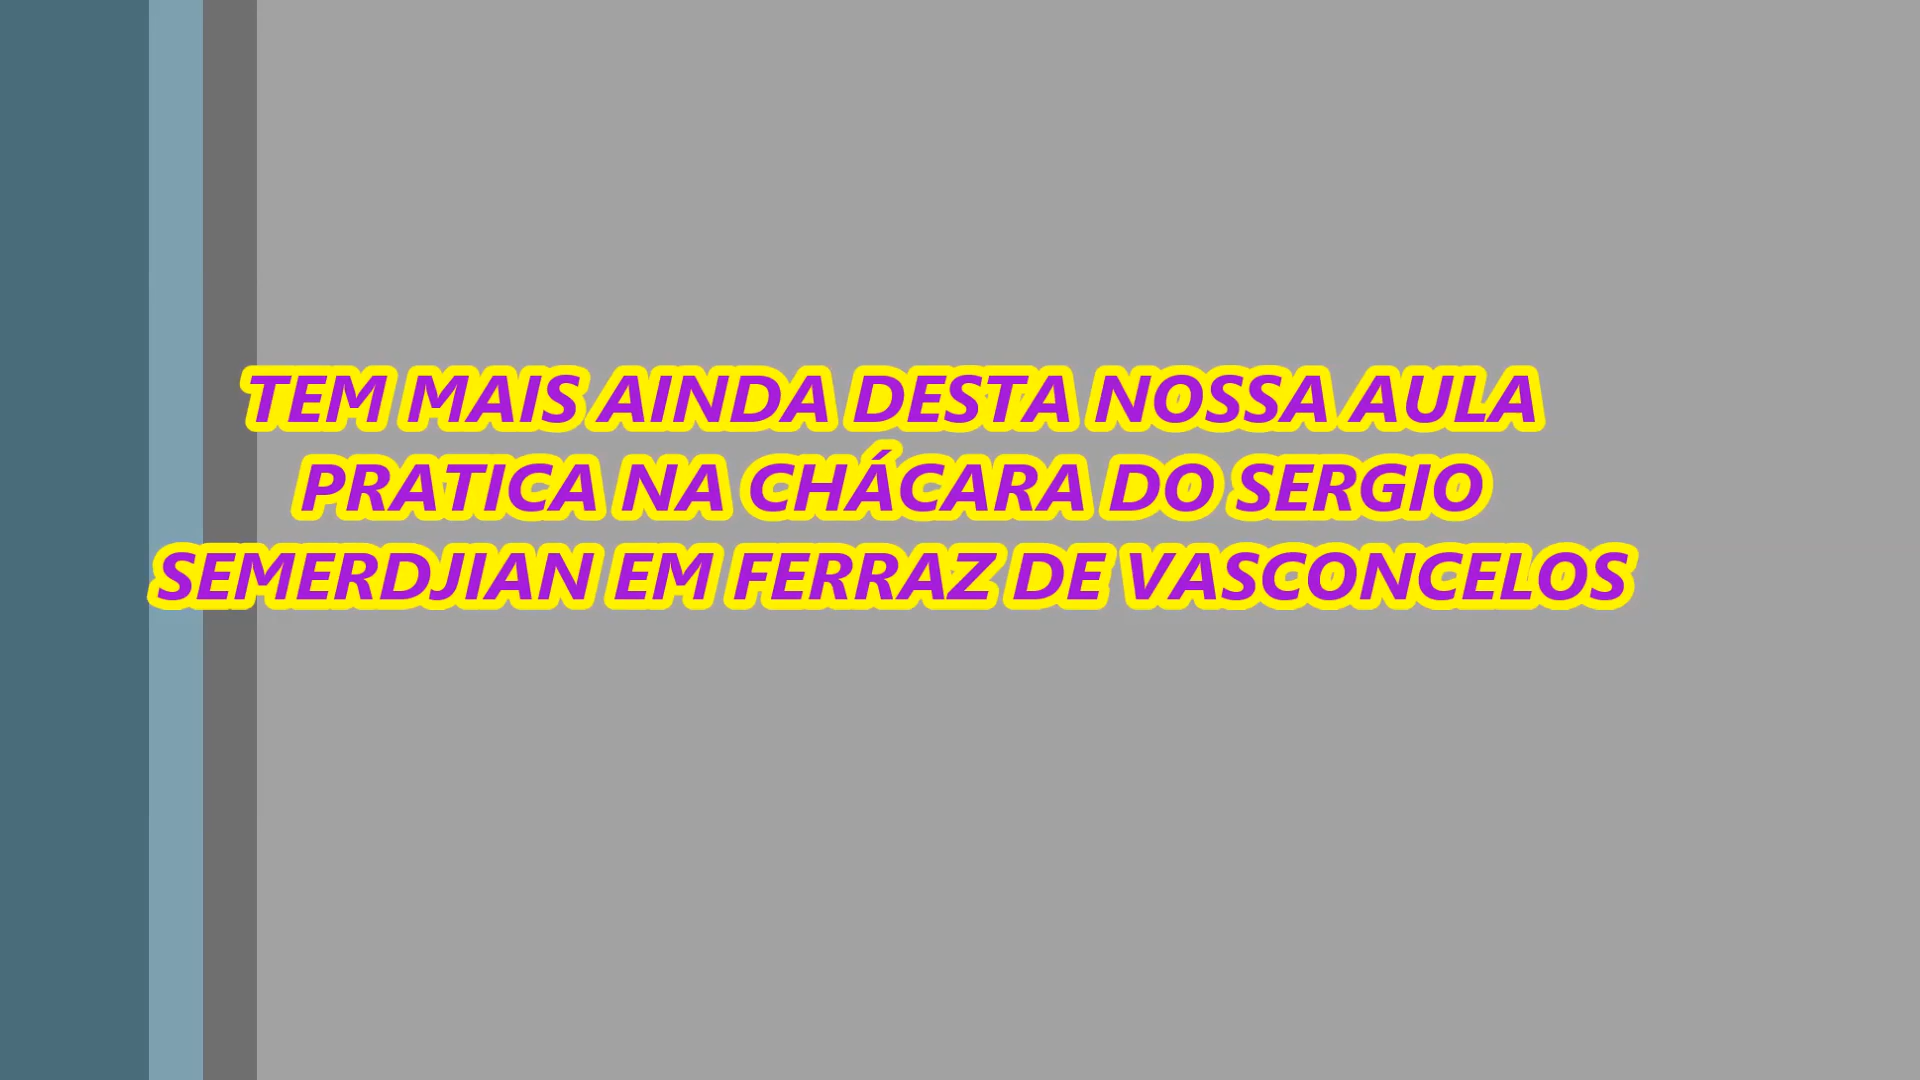 TEM MAIS AINDA DESTA NOSSA AULA
PRATICA NA CHÁCARA DO SERGIO
SEMERDJIAN EM FERRAZ DE VASCONCELOS